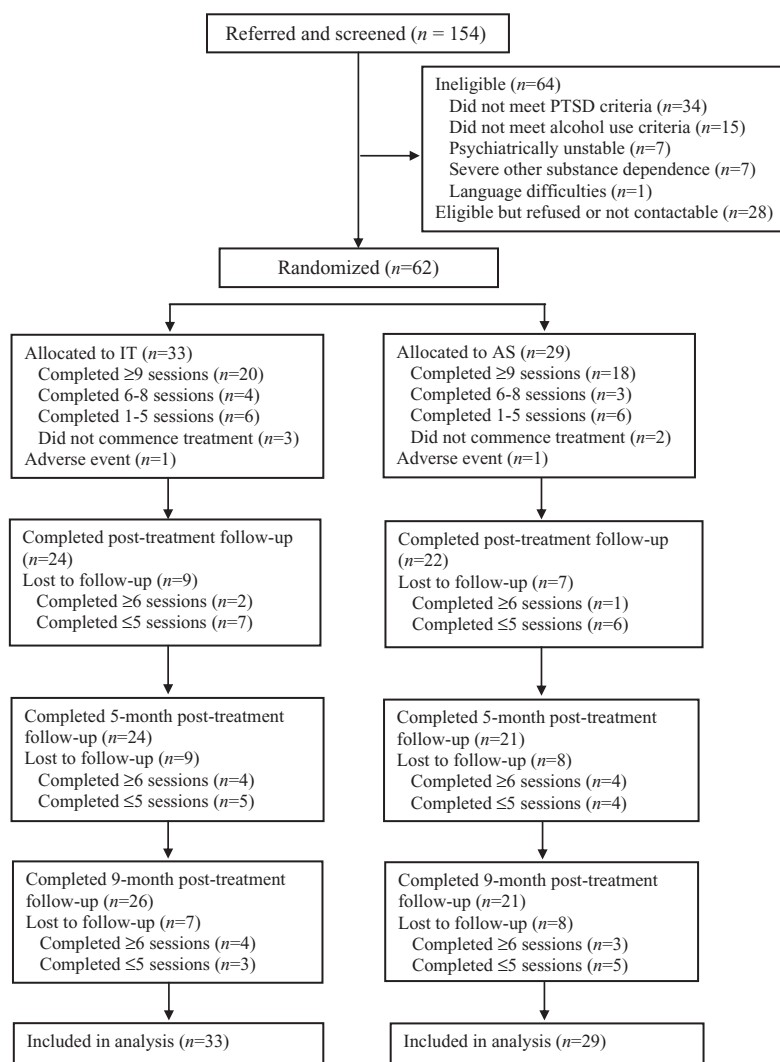 Referred and screened (n = 154)
Ineligible (n=64)
Did not meet PTSD criteria (n=34)
Did not meet alcohol use criteria (n=15)
Psychiatrically unstable (n=7)
Severe other substance dependence (n=7)
Language difficulties (n=1)
Eligible but refused or not contactable (n=28)
Randomized (n=62)
Allocated to IT (n=33)
Completed ≥9 sessions (n=20)
Completed 6-8 sessions (n=4)
Completed 1-5 sessions (n=6)
Did not commence treatment (n=3)
Adverse event (n=1)
Allocated to AS (n=29)
Completed ≥9 sessions (n=18)
Completed 6-8 sessions (n=3)
Completed 1-5 sessions (n=6)
Did not commence treatment (n=2)
Adverse event (n=1)
Completed post-treatment follow-up
(n=24)
Lost to follow-up (n=9)
Completed ≥6 sessions (n=2)
Completed ≤5 sessions (n=7)
Completed post-treatment follow-up
(n=22)
Lost to follow-up (n=7)
Completed ≥6 sessions (n=1)
Completed ≤5 sessions (n=6)
Completed 5-month post-treatment
follow-up (n=24)
Lost to follow-up (n=9)
Completed ≥6 sessions (n=4)
Completed ≤5 sessions (n=5)
Completed 5-month post-treatment
follow-up (n=21)
Lost to follow-up (n=8)
Completed ≥6 sessions (n=4)
Completed ≤5 sessions (n=4)
Completed 9-month post-treatment
follow-up (n=26)
Lost to follow-up (n=7)
Completed ≥6 sessions (n=4)
Completed ≤5 sessions (n=3)
Completed 9-month post-treatment
follow-up (n=21)
Lost to follow-up (n=8)
Completed ≥6 sessions (n=3)
Completed ≤5 sessions (n=5)
Included in analysis (n=33)
Included in analysis (n=29)